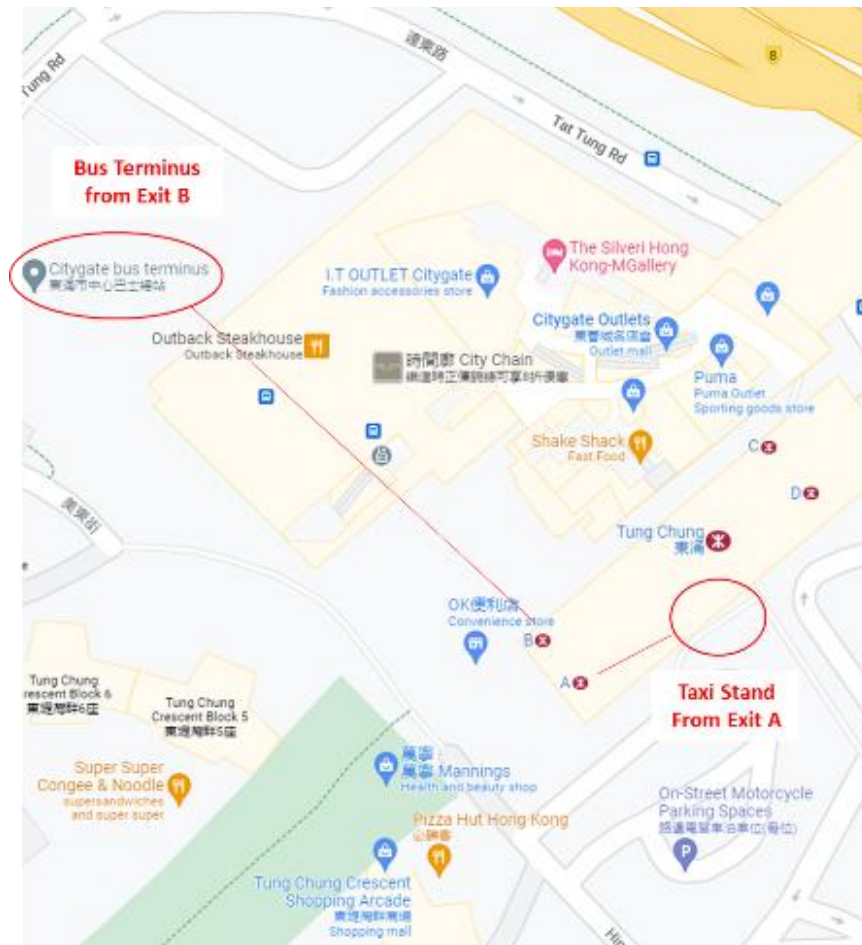 8
達東路
Tung Rd
Tat Tung Rd
Bus Terminus
from Exit B
Citygate bus terminus
東涌市中心巴士總站
The Silveri Hong
Kong-MGallery
I.T OUTLET Citygate
Fashion accessories store
Citygate Outlets
東薈城名店倉
Outlet mall
Outback Steakhouse
Outback Steakhouse
時間廊 City Chain
Puma
Puma Outlet
Sporting goods store
Shake Shack
Fast Food
C
D
Tung Chung
東涌
美東街
OK便利店
Convenience store
B
A
Taxi Stand
From Exit A
Tung Chung
rescent Block 6
東堤灣畔6座
Tung Chung
Crescent Block 5
東堤灣畔5座
Super Super
Congee & Noodle
supersandwiches
and super super
萬寧
萬寧 Mannings
Health and beauty shop
On-Street Motorcycle
Parking Spaces
P
Pizza Hut Hong Kong
必勝客
Tung Chung Crescent
Shopping Arcade
東堤灣畔商場
Shopping mall